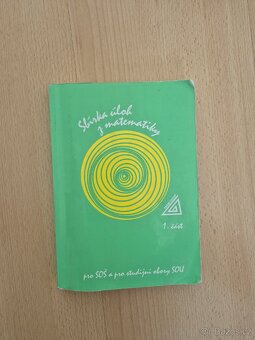 Sbírka úloh
z matematiky
1. část
pro SOŠ a pro studijní obory SOU